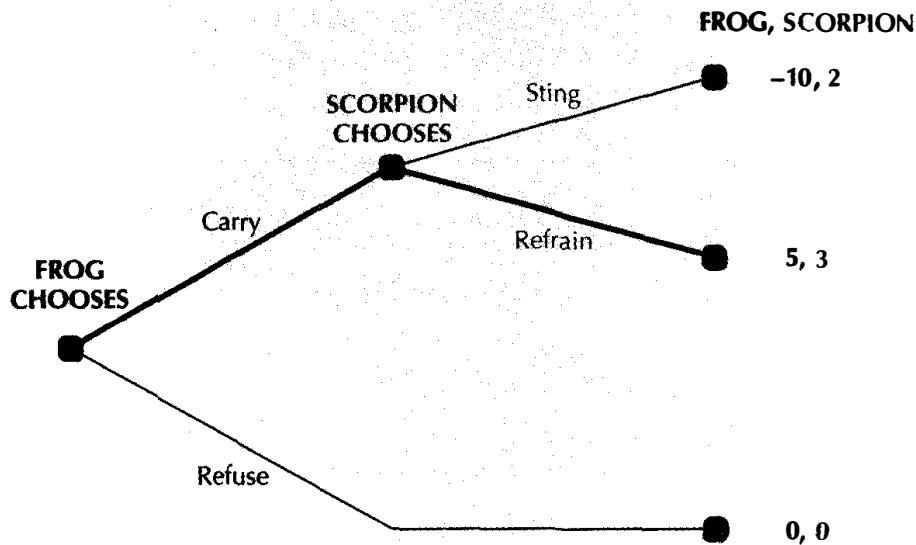 FROG, SCORPION
-10, 2
Sting
SCORPION
CHOOSES
Carry
Refrain
5, 3
FROG
CHOOSES
Refuse
0, 0